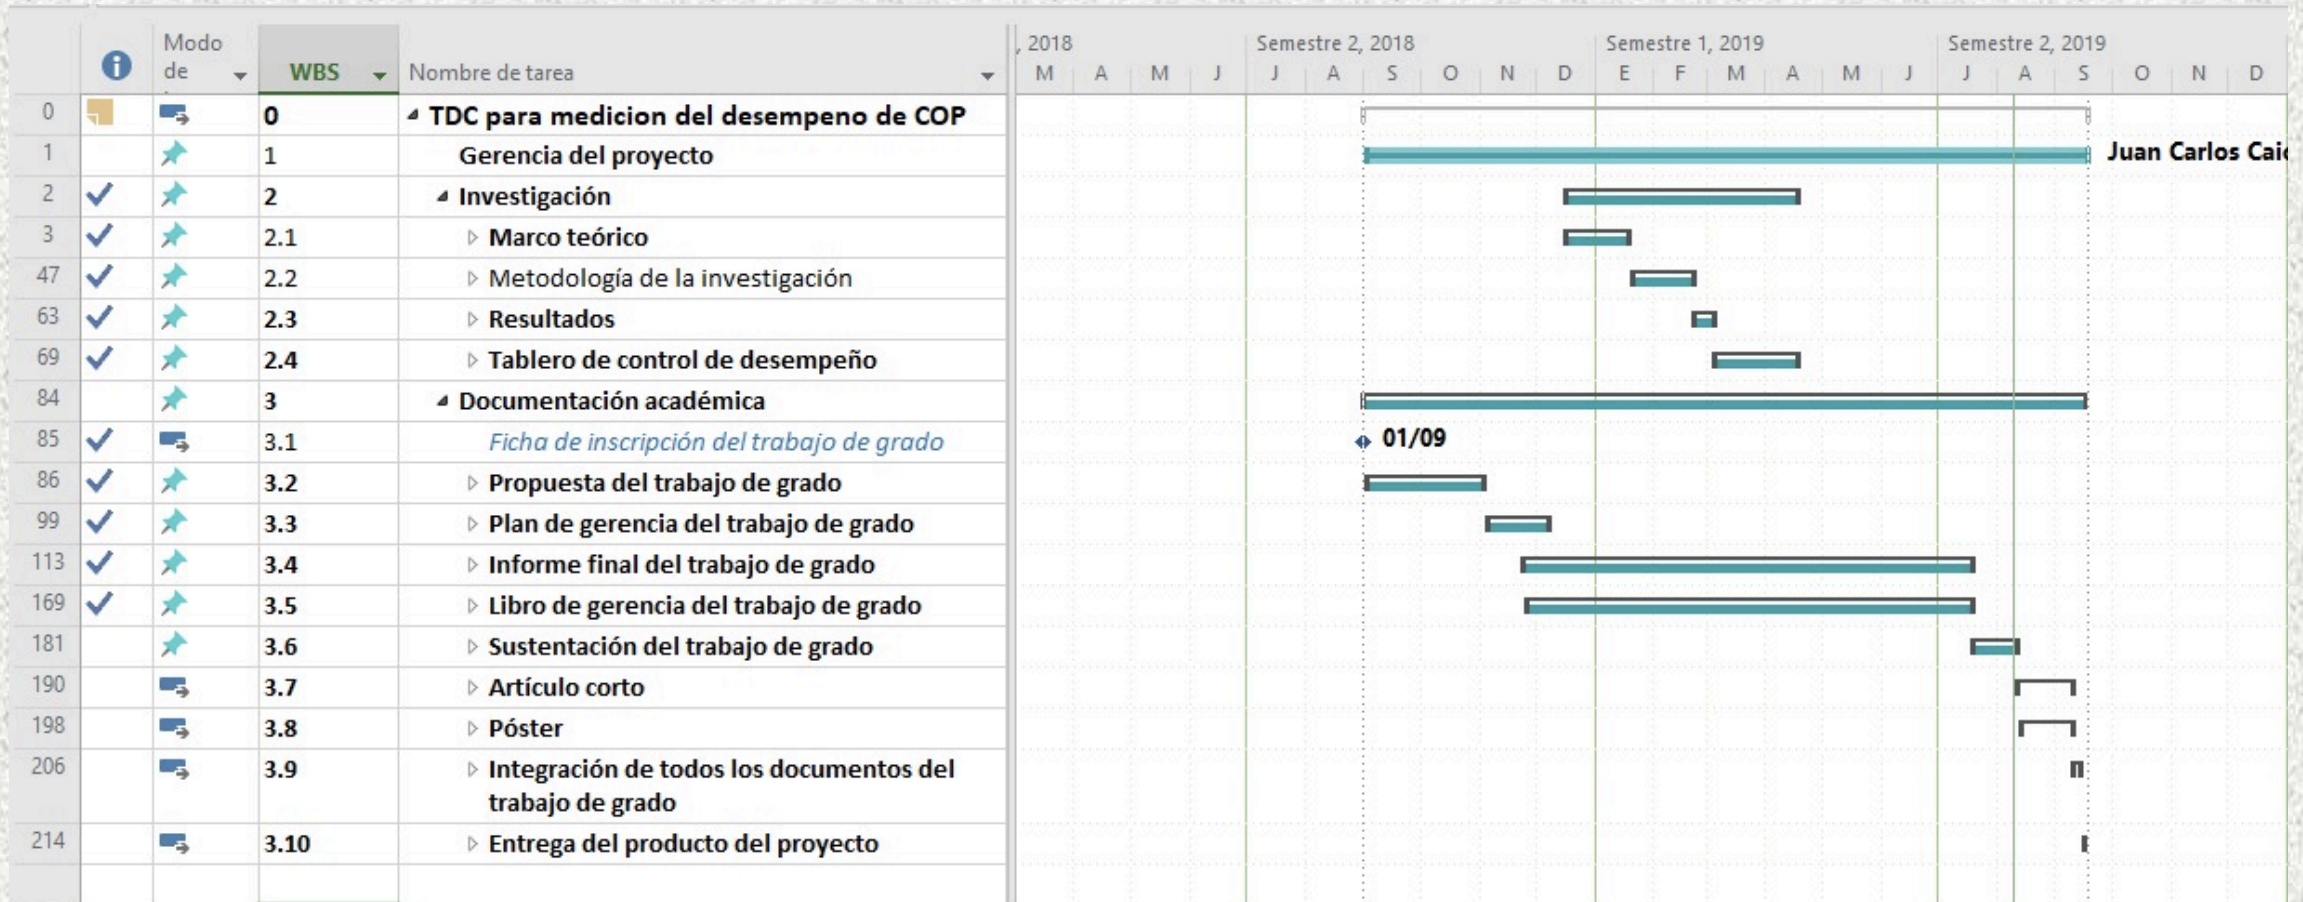 Modo de
WBS
Nombre de tarea
, 2018
Semestre 2, 2018
Semestre 1, 2019
Semestre 2, 2019
M A M J J A S O N D E F M A M J J A S O N D
0 0 TDC para medicion del desempeno de COP
1 1 Gerencia del proyecto Juan Carlos
2 2 Investigación
3 2.1 Marco teórico
47 2.2 Metodología de la investigación
63 2.3 Resultados
69 2.4 Tablero de control de desempeño
84 3 Documentación académica
85 3.1 Ficha de inscripción del trabajo de grado 01/09
86 3.2 Propuesta del trabajo de grado
99 3.3 Plan de gerencia del trabajo de grado
113 3.4 Informe final del trabajo de grado
169 3.5 Libro de gerencia del trabajo de grado
181 3.6 Sustentación del trabajo de grado
190 3.7 Artículo corto
198 3.8 Póster
206 3.9 Integración de todos los documentos del
trabajo de grado
214 3.10 Entrega del producto del proyecto